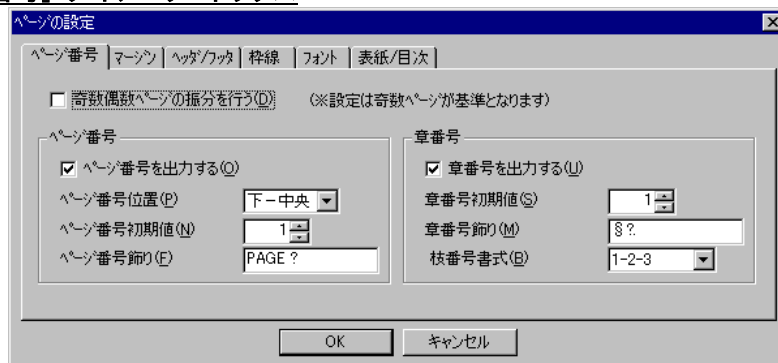 ページの設定
ページ番号 マージン ヘッダ/フッタ 枠線 フォント 表紙/目次
奇数偶数ページの振分を行う(D) (※設定は奇数ページが基準となります)
ページ番号
ページ番号を出力する(O)
ページ番号位置(P) 下－中央
ページ番号初期値(N) 1
ページ番号飾り(F) PAGE ?
章番号
章番号を出力する(U)
章番号初期値(S) 1
章番号飾り(M) § ?.
枝番号書式(B) 1-2-3
OK キャンセル